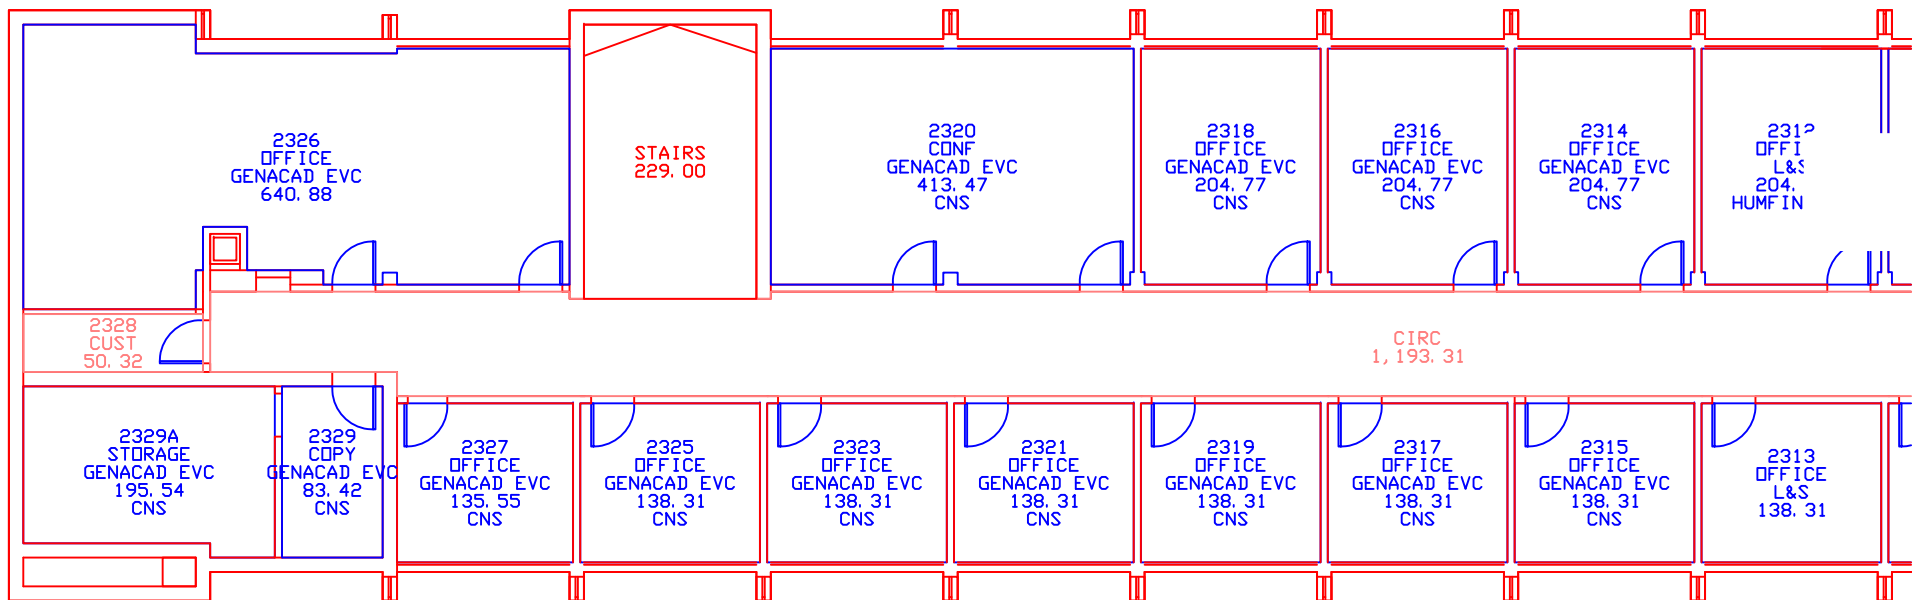 2326
OFFICE
GENACAD EVC
640.88
STAIRS
229.00
2320
CONF
GENACAD EVC
413.47
CNS
2318
OFFICE
GENACAD EVC
204.77
CNS
2316
OFFICE
GENACAD EVC
204.77
CNS
2314
OFFICE
GENACAD EVC
204.77
CNS
L&S
204.
HUMFIN
2328
CUST
50.32
CIRC
1,193.31
2329A
STORAGE
GENACAD EVC
195.54
CNS
2329
COPY
GENACAD EVC
83.42
CNS
2327
OFFICE
GENACAD EVC
135.55
CNS
2325
OFFICE
GENACAD EVC
138.31
CNS
2323
OFFICE
GENACAD EVC
138.31
CNS
2321
OFFICE
GENACAD EVC
138.31
CNS
2319
OFFICE
GENACAD EVC
138.31
CNS
2317
OFFICE
GENACAD EVC
138.31
CNS
2315
OFFICE
GENACAD EVC
138.31
CNS
2313
OFFICE
L&S
138.31